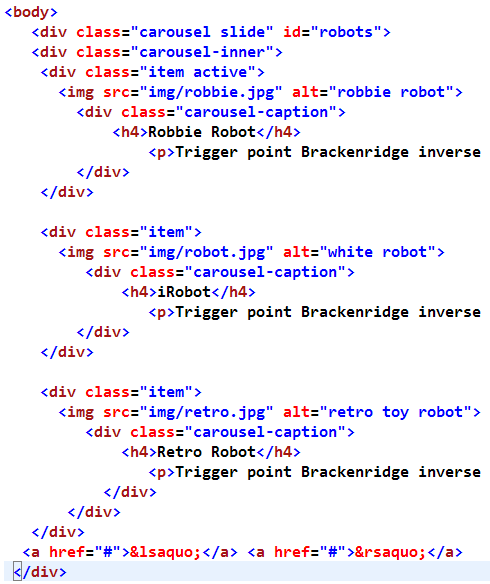 <body>
<div class="carousel slide" id="robots">
<div class="carousel-inner">
<div class="item active">
<img src="img/robbie.jpg" alt="robbie robot">
<div class="carousel-caption">
<h4>Robbie Robot</h4>
<p>Trigger point Brackenridge inverse
</div>
</div>
<div class="item">
<img src="img/robot.jpg" alt="white robot">
<div class="carousel-caption">
<h4>iRobot</h4>
<p>Trigger point Brackenridge inverse
</div>
</div>
<div class="item">
<img src="img/retro.jpg" alt="retro toy robot">
<div class="carousel-caption">
<h4>Retro Robot</h4>
<p>Trigger point Brackenridge inverse
</div>
</div>
</div>
<a href="#">&lsaquo;</a> <a href="#">&rsaquo;</a>
</div>